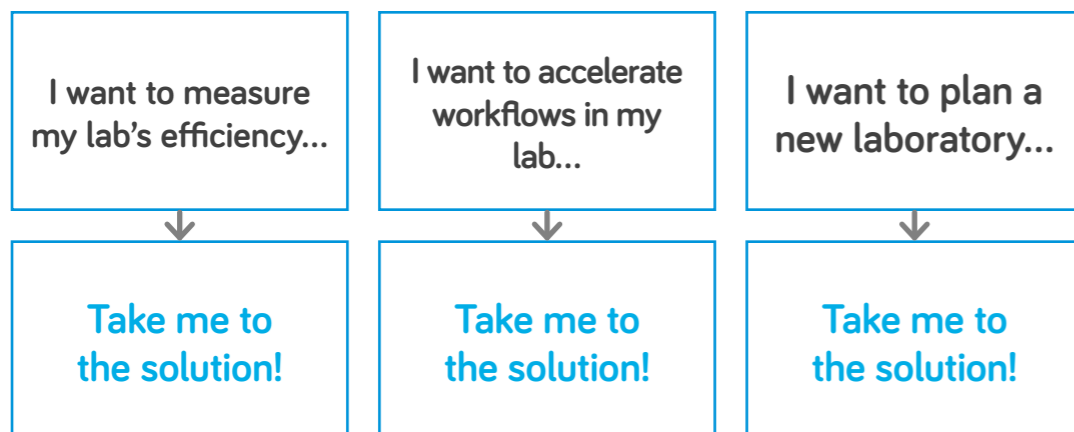 I want to measure
my lab’s efficiency...
I want to accelerate
workflows in my
lab...
I want to plan a
new laboratory...
Take me to
the solution!
Take me to
the solution!
Take me to
the solution!